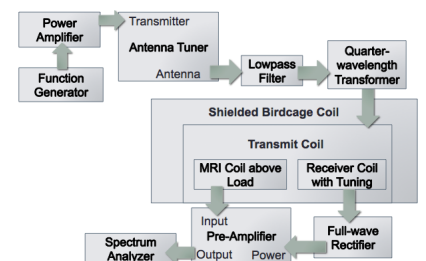 Power
Amplifier
Transmitter
Antenna Tuner
Antenna
Function
Generator
Lowpass
Filter
Quarter-
wavelength
Transformer
Shielded Birdcage Coil
Transmit Coil
MRI Coil above
Load
Receiver Coil
with Tuning
Input
Pre-Amplifier
Output Power
Full-wave
Rectifier
Spectrum
Analyzer